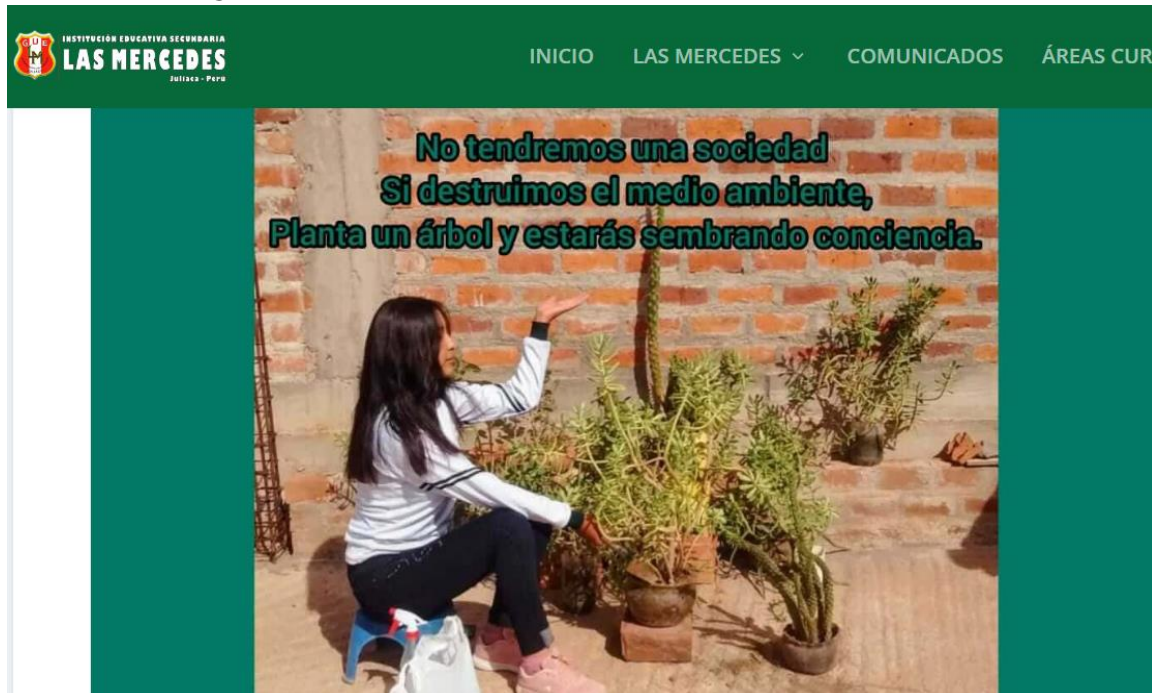 INSTITUCIÓN EDUCATIVA SECUNDARIA
LAS MERCEDES
Juliaca - Perú
INICIO
LAS MERCEDES
COMUNICADOS
ÁREAS CUR
No tendremos una sociedad
Si destruimos el medio ambiente,
Planta un árbol y estarás sembrando conciencia.